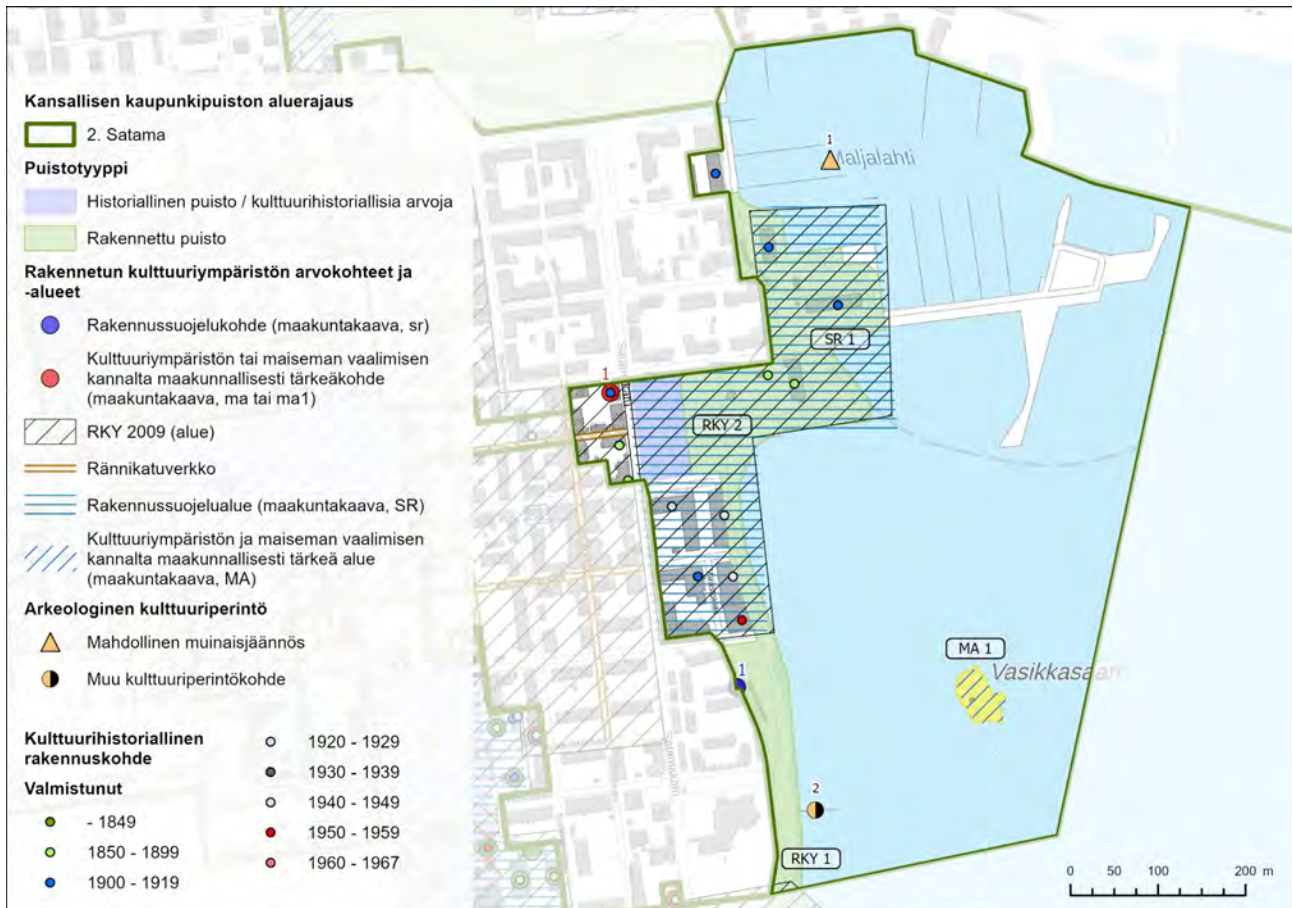 Kansallisen kaupunkipuiston aluerajaus
2. Satama
Puistotyyppi
Historiallinen puisto / kulttuurihistoriallisia arvoja
Rakennettu puisto
Rakennetun kulttuuriympäristön arvokohteet ja
-alueet
Rakennussuojelukohde (maakuntakaava, sr)
Kulttuuriympäristön tai maiseman vaalimisen
kannalta maakunnallisesti tärkeäkohde
(maakuntakaava, ma tai ma1)
RKY 2009 (alue)
Rännikatuverkko
Rakennussuojelualue (maakuntakaava, SR)
Kulttuuriympäristön ja maiseman vaalimisen
kannalta maakunnallisesti tärkeä alue
(maakuntakaava, MA)
Arkeologinen kulttuuriperintö
Mahdollinen muinaisjäännös
Muu kulttuuriperintökohde
Kulttuurihistoriallinen
rakennuskohde
Valmistunut
- 1849
1850 - 1899
1900 - 1919
1920 - 1929
1930 - 1939
1940 - 1949
1950 - 1959
1960 - 1967
1
Maljalahti
SR 1
1
RKY 2
MA 1
Vasikkasaari
1
2
RKY 1
0 50 100 200 m